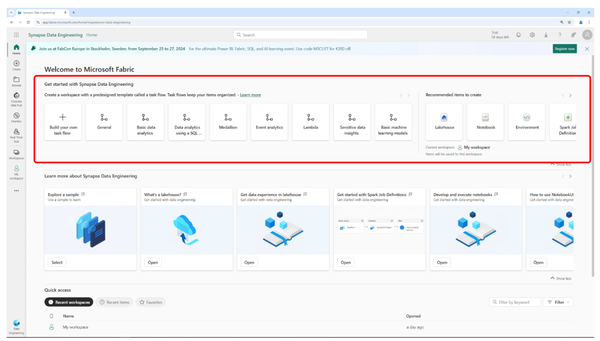 Synapse Data Engineering
app.fabric.microsoft.com/home?experience=data-engineering
Synapse Data Engineering Home
Search
Trial:
Join us at FabCon Europe in Stockholm, Sweden, from September 25 to 27, 2024 - For the ultimate Power BI, Fabric, SQL, and AI learning event! Use code MSCUST for €200 off.
Register now
Home
Create
Browse
Workspaces
My workspace
Data Engineering
Welcome to Microsoft Fabric
Get started with Synapse Data Engineering
Create a workspace with a predesigned template called a task flow. Task flows keep your items organized. Learn more
Build your own task flow
General
Basic data analytics
Data analytics using a SQL...
Medallion
Event analytics
Lambda
Sensitive data insights
Basic machine learning models
Recommended items to create
Lakehouse
Notebook
Environment
Spark Job Definition
Current workspace: My workspace
Items will be saved to this workspace
Show less
Learn more about Synapse Data Engineering
Explore a sample
Use a sample to learn
Select
What's a lakehouse?
Get started with data engineering
Open
Get data experience in lakehouse
Get started with data engineering
Open
Get started with Spark Job Definitions
Get started with data engineering
Open
Develop and execute notebooks
Get started with data engineering
Open
How to use NotebookU
Get started with data engi
Open
Show less
Quick access
Recent workspaces
Recent items
Favorites
Filter by keyword
Filter
Name
Opened
My workspace
a day ago